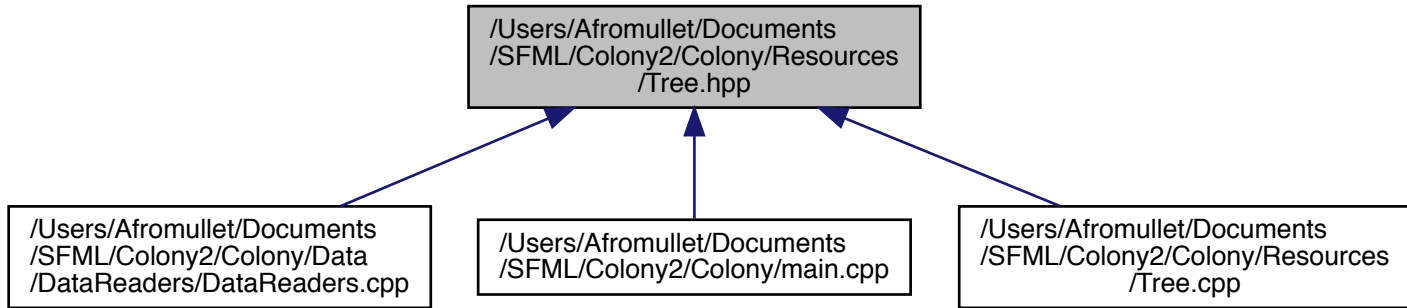 /Users/Afromullet/Documents
/SFML/Colony2/Colony/Resources
/Tree.hpp
/Users/Afromullet/Documents
/SFML/Colony2/Colony/Data
/DataReaders/DataReaders.cpp
/Users/Afromullet/Documents
/SFML/Colony2/Colony/main.cpp
/Users/Afromullet/Documents
/SFML/Colony2/Colony/Resources
/Tree.cpp